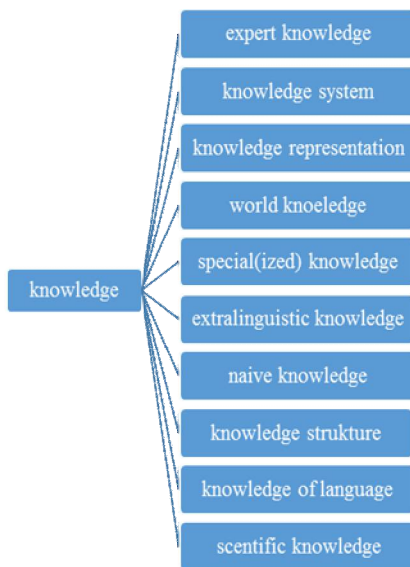 expert knowledge
knowledge system
knowledge representation
world knoeledge
special(ized) knowledge
knowledge
extralinguistic knowledge
naive knowledge
knowledge strukture
knowledge of language
scentific knowledge